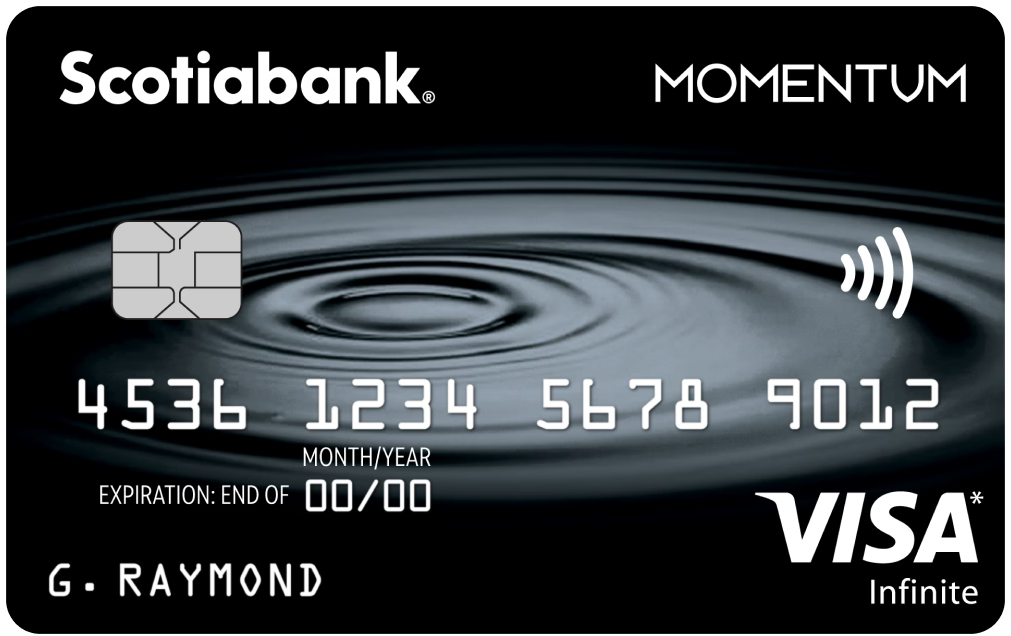 Scotiabank®
MOMENTUM
4536 1234 5678 9012
MONTH/YEAR
EXPIRATION: END OF 00/00
VISA*
Infinite
G. RAYMOND